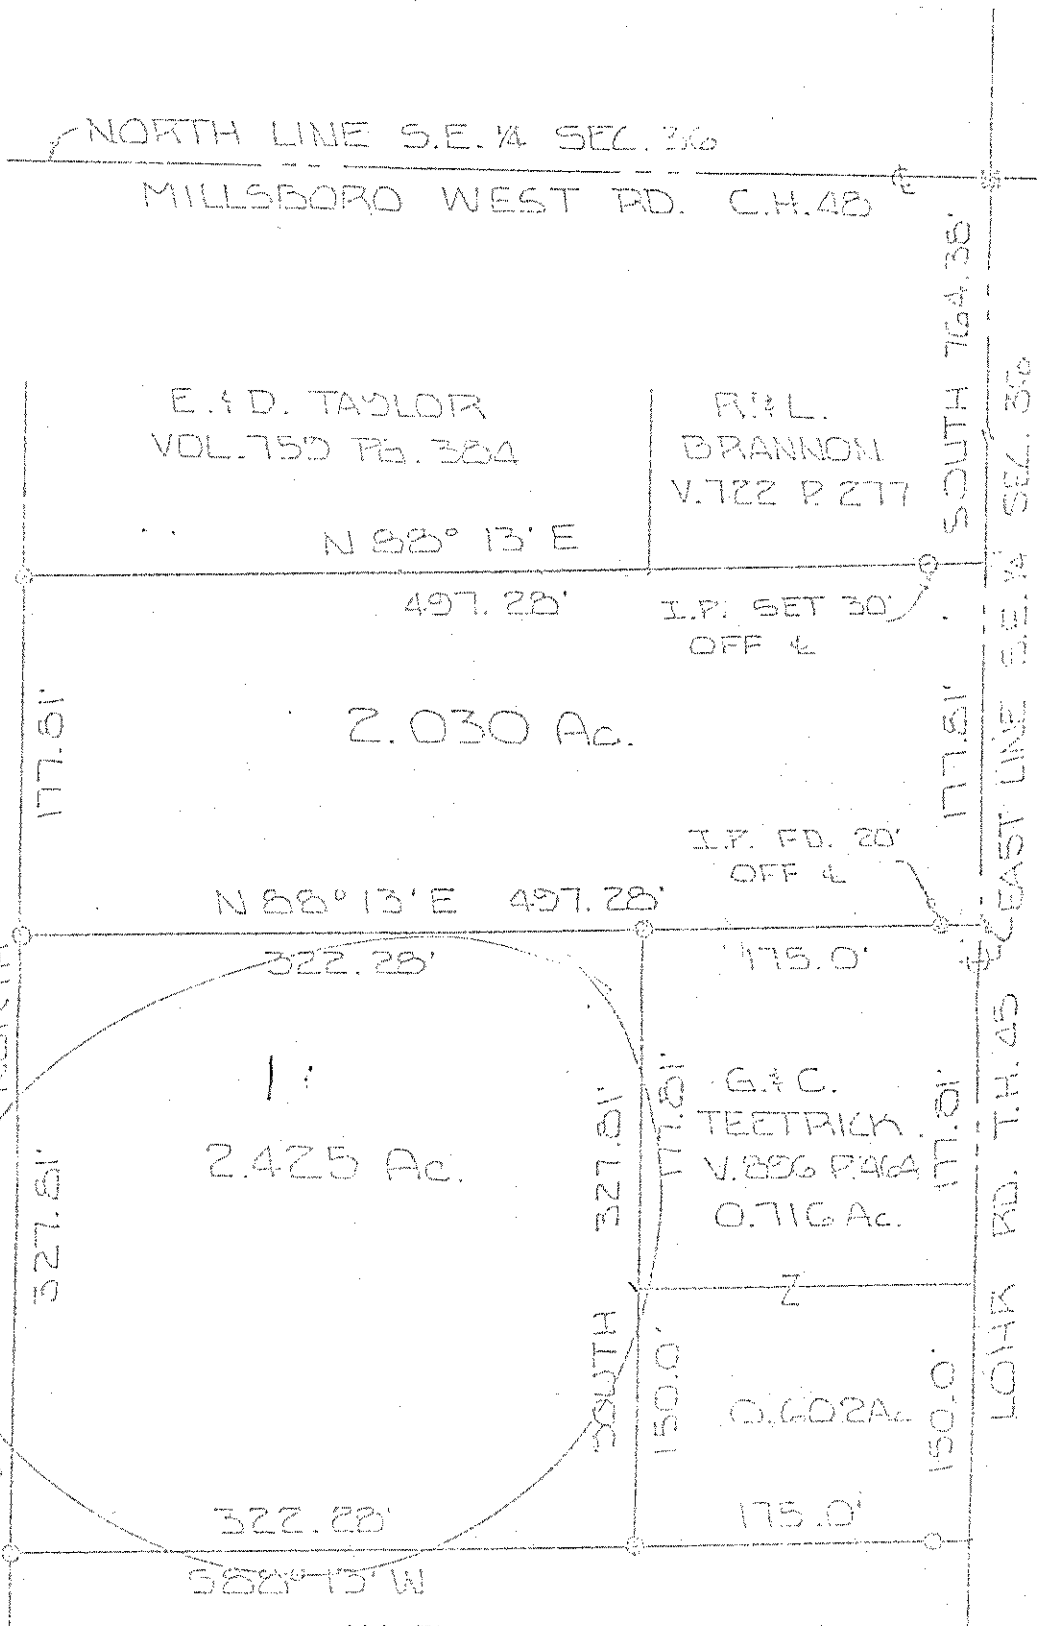 NORTH LINE S.E. ¼ SEC. 36
MILLSBORO WEST RD. C.H. 48
SOUTH 764.38'
E. & D. TAYLOR
VOL. 759 PG. 384
R. & L.
BRANNON
V. 722 P. 277
N 88° 13' E
497.28'
I.P. SET 30'
OFF ℄
EAST LINE S.E. ¼ SEC. 36
177.81'
2.030 Ac.
177.81'
I.P. FD. 20'
OFF ℄
N 88° 13' E 497.28'
322.28'
175.0'
NORTH
1
2.425 Ac.
327.81'
SOUTH 327.81'
177.81'
G. & C.
TEETRICK
V. 896 P. 464
0.716 Ac.
177.81'
LOHR RD. T.H. 45
150.0'
0.602 Ac.
150.0'
322.28'
175.0'
S 88° 13' W